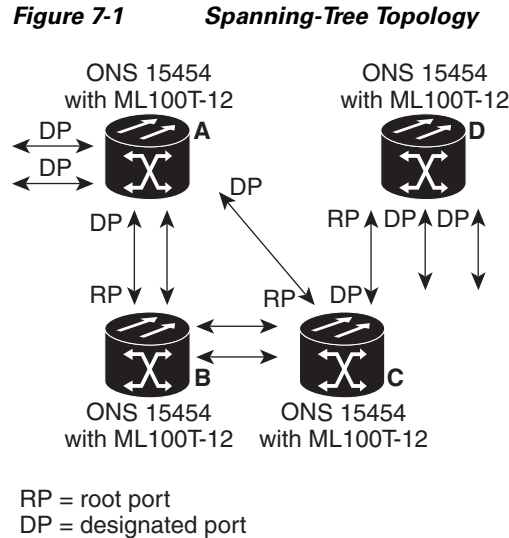 Figure 7-1 Spanning-Tree Topology
ONS 15454
with ML100T-12
ONS 15454
with ML100T-12
A
D
DP
DP
DP
DP
RP
DP
DP
RP
RP
DP
B
C
ONS 15454
with ML100T-12
ONS 15454
with ML100T-12
RP = root port
DP = designated port